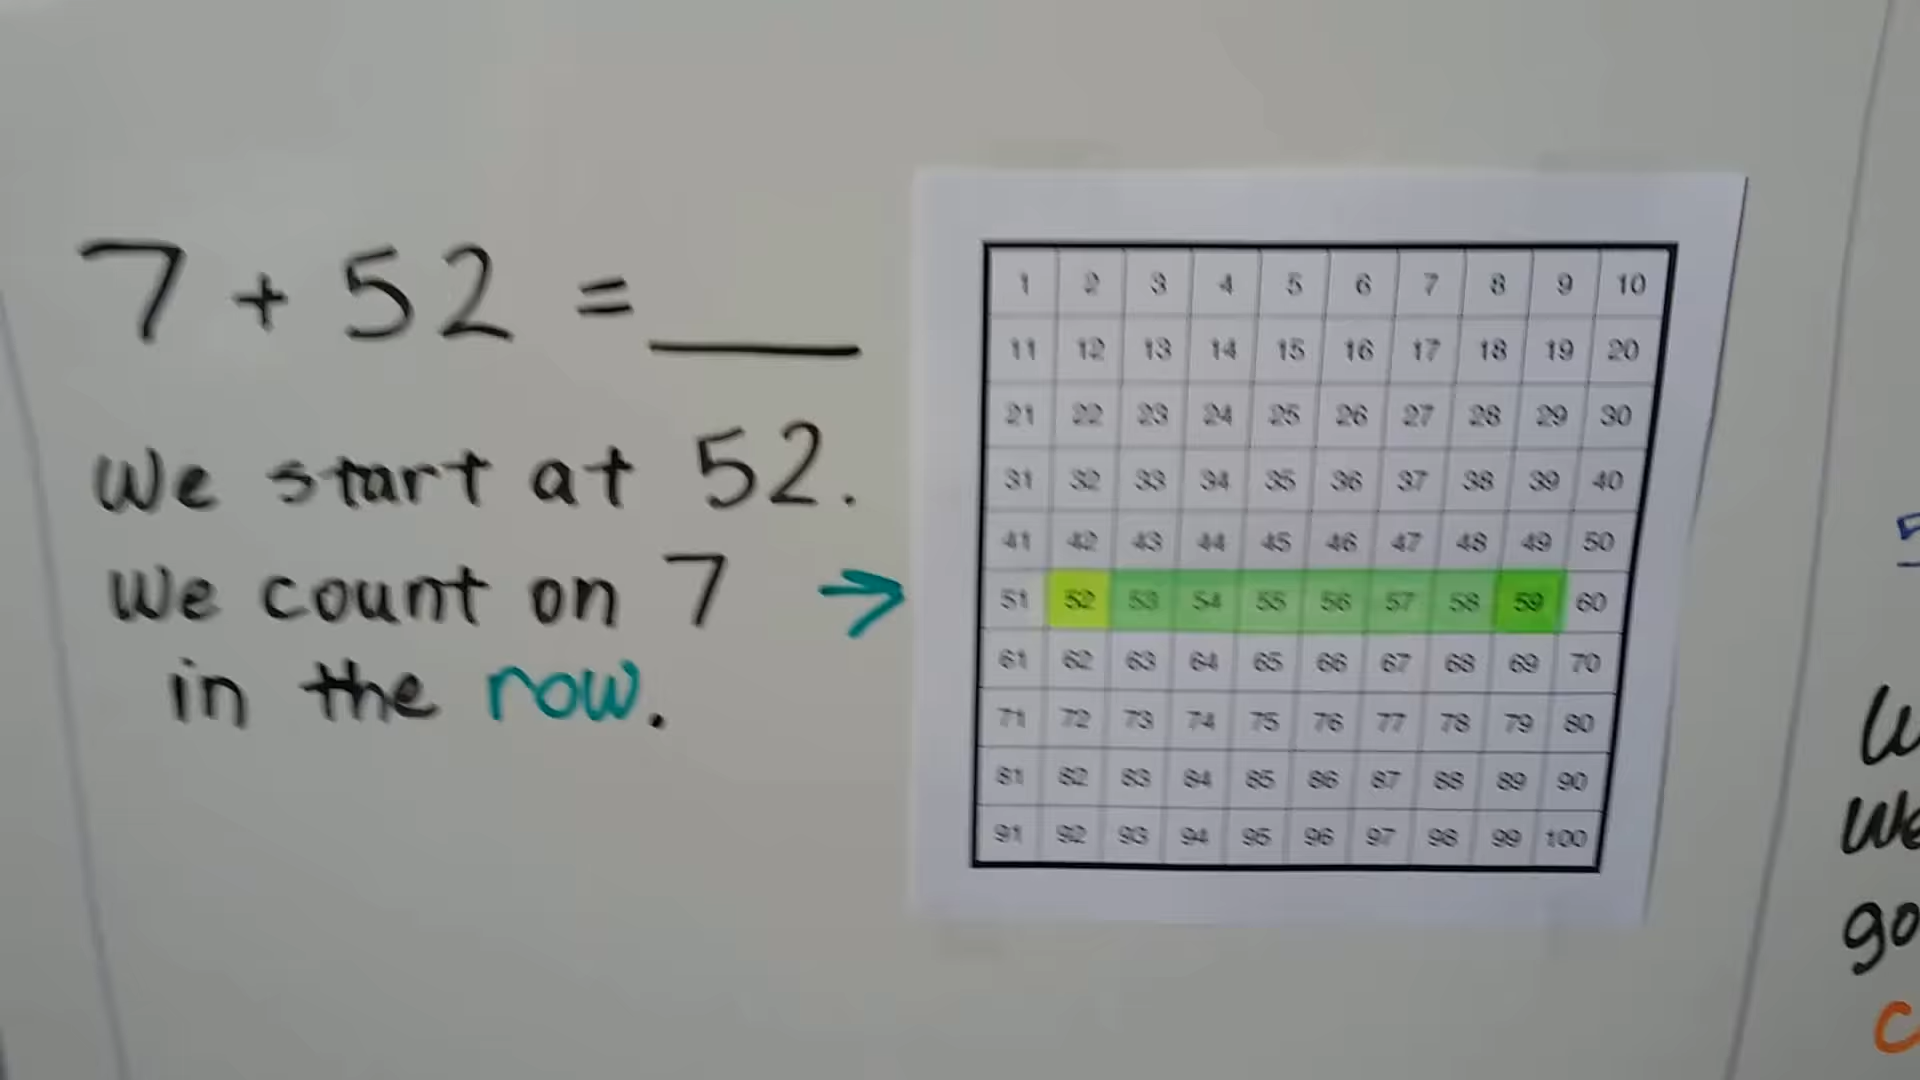 7 + 52 = ___
We start at 52.
We count on 7 →
in the row.
1 2 3 4 5 6 7 8 9 10
11 12 13 14 15 16 17 18 19 20
21 22 23 24 25 26 27 28 29 30
31 32 33 34 35 36 37 38 39 40
41 42 43 44 45 46 47 48 49 50
51 52 53 54 55 56 57 58 59 60
61 62 63 64 65 66 67 68 69 70
71 72 73 74 75 76 77 78 79 80
81 82 83 84 85 86 87 88 89 90
91 92 93 94 95 96 97 98 99 100
We
go